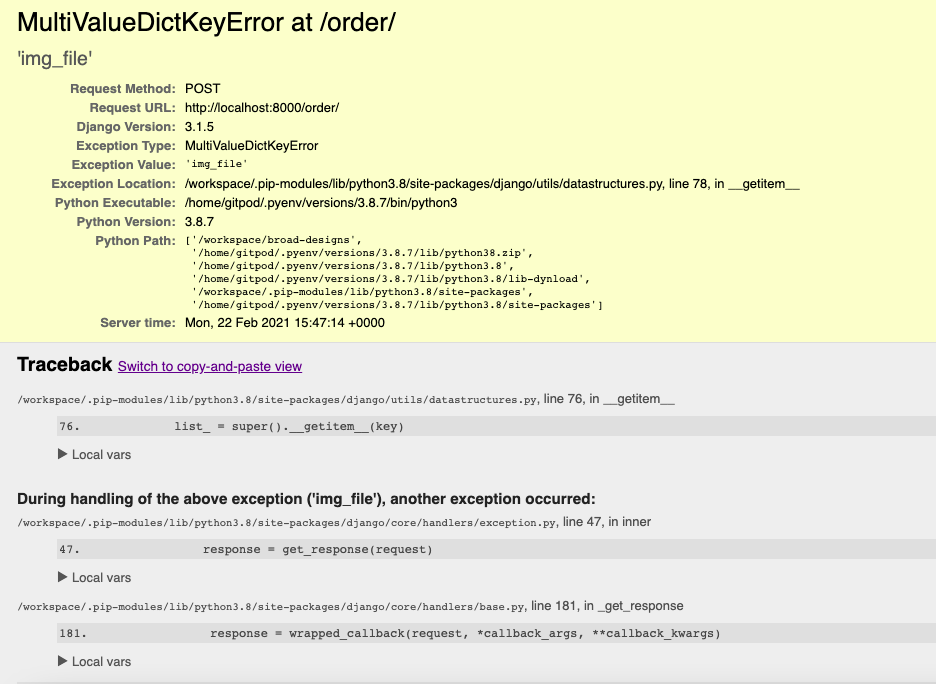 MultiValueDictKeyError at /order/
'img_file'
Request Method: POST
Request URL: http://localhost:8000/order/
Django Version: 3.1.5
Exception Type: MultiValueDictKeyError
Exception Value: 'img_file'
Exception Location: /workspace/.pip-modules/lib/python3.8/site-packages/django/utils/datastructures.py, line 78, in __getitem__
Python Executable: /home/gitpod/.pyenv/versions/3.8.7/bin/python3
Python Version: 3.8.7
Python Path: ['/workspace/broad-designs',
'/home/gitpod/.pyenv/versions/3.8.7/lib/python38.zip',
'/home/gitpod/.pyenv/versions/3.8.7/lib/python3.8',
'/home/gitpod/.pyenv/versions/3.8.7/lib/python3.8/lib-dynload',
'/workspace/.pip-modules/lib/python3.8/site-packages',
'/home/gitpod/.pyenv/versions/3.8.7/lib/python3.8/site-packages']
Server time: Mon, 22 Feb 2021 15:47:14 +0000
Traceback Switch to copy-and-paste view
/workspace/.pip-modules/lib/python3.8/site-packages/django/utils/datastructures.py, line 76, in __getitem__
76. list_ = super().__getitem__(key)
▶ Local vars
During handling of the above exception ('img_file'), another exception occurred:
/workspace/.pip-modules/lib/python3.8/site-packages/django/core/handlers/exception.py, line 47, in inner
47. response = get_response(request)
▶ Local vars
/workspace/.pip-modules/lib/python3.8/site-packages/django/core/handlers/base.py, line 181, in _get_response
181. response = wrapped_callback(request, *callback_args, **callback_kwargs)
▶ Local vars